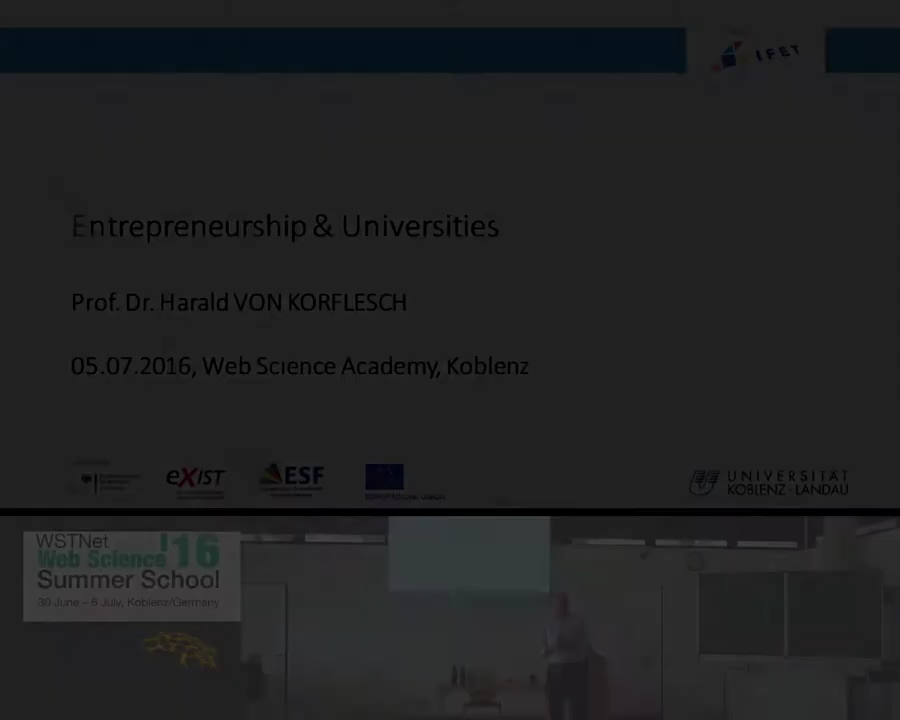 IFET
Entrepreneurship & Universities
Prof. Dr. Harald VON KORFLESCH
05.07.2016, Web Science Academy, Koblenz
eXIST
ESF
UNIVERSITÄT
KOBLENZ · LANDAU
WSTNet
Web Science '16
Summer School
30 June – 6 July, Koblenz/Germany